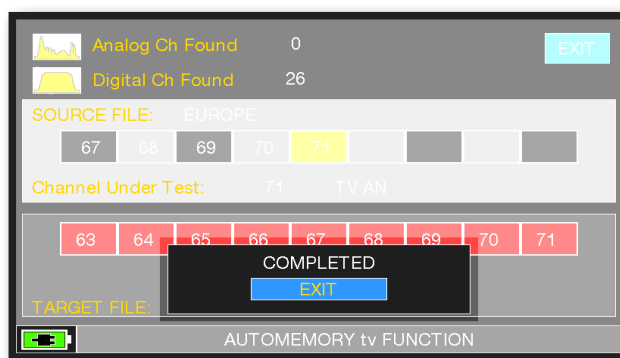 Analog Ch Found 0
EXIT
Digital Ch Found 26
SOURCE FILE: EUROPE
67 68 69 70 71
Channel Under Test: 71 TV AN
63 64 65 66 67 68 69 70 71
COMPLETED
EXIT
TARGET FILE:
AUTOMEMORY tv FUNCTION